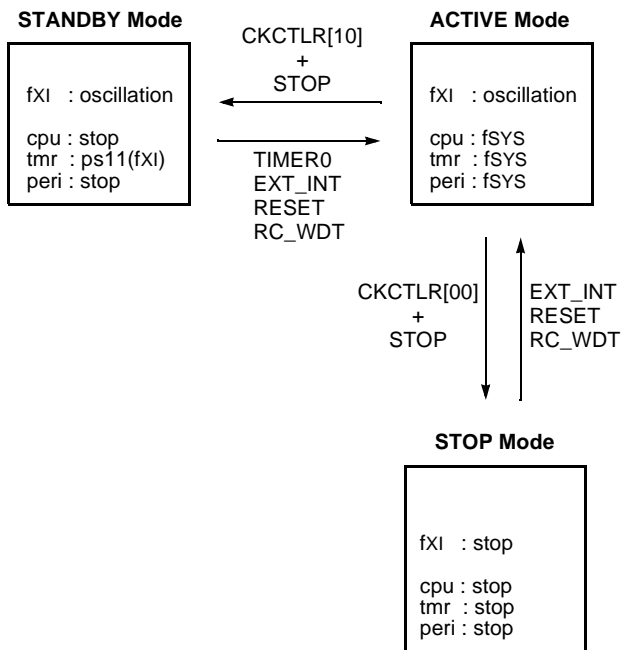 STANDBY Mode
CKCTLR[10]
+
STOP
ACTIVE Mode
fXI : oscillation
cpu : stop
tmr : ps11(fXI)
peri : stop
TIMER0
EXT_INT
RESET
RC_WDT
fXI : oscillation
cpu : fSYS
tmr : fSYS
peri : fSYS
CKCTLR[00]
+
STOP
EXT_INT
RESET
RC_WDT
STOP Mode
fXI : stop
cpu : stop
tmr : stop
peri : stop